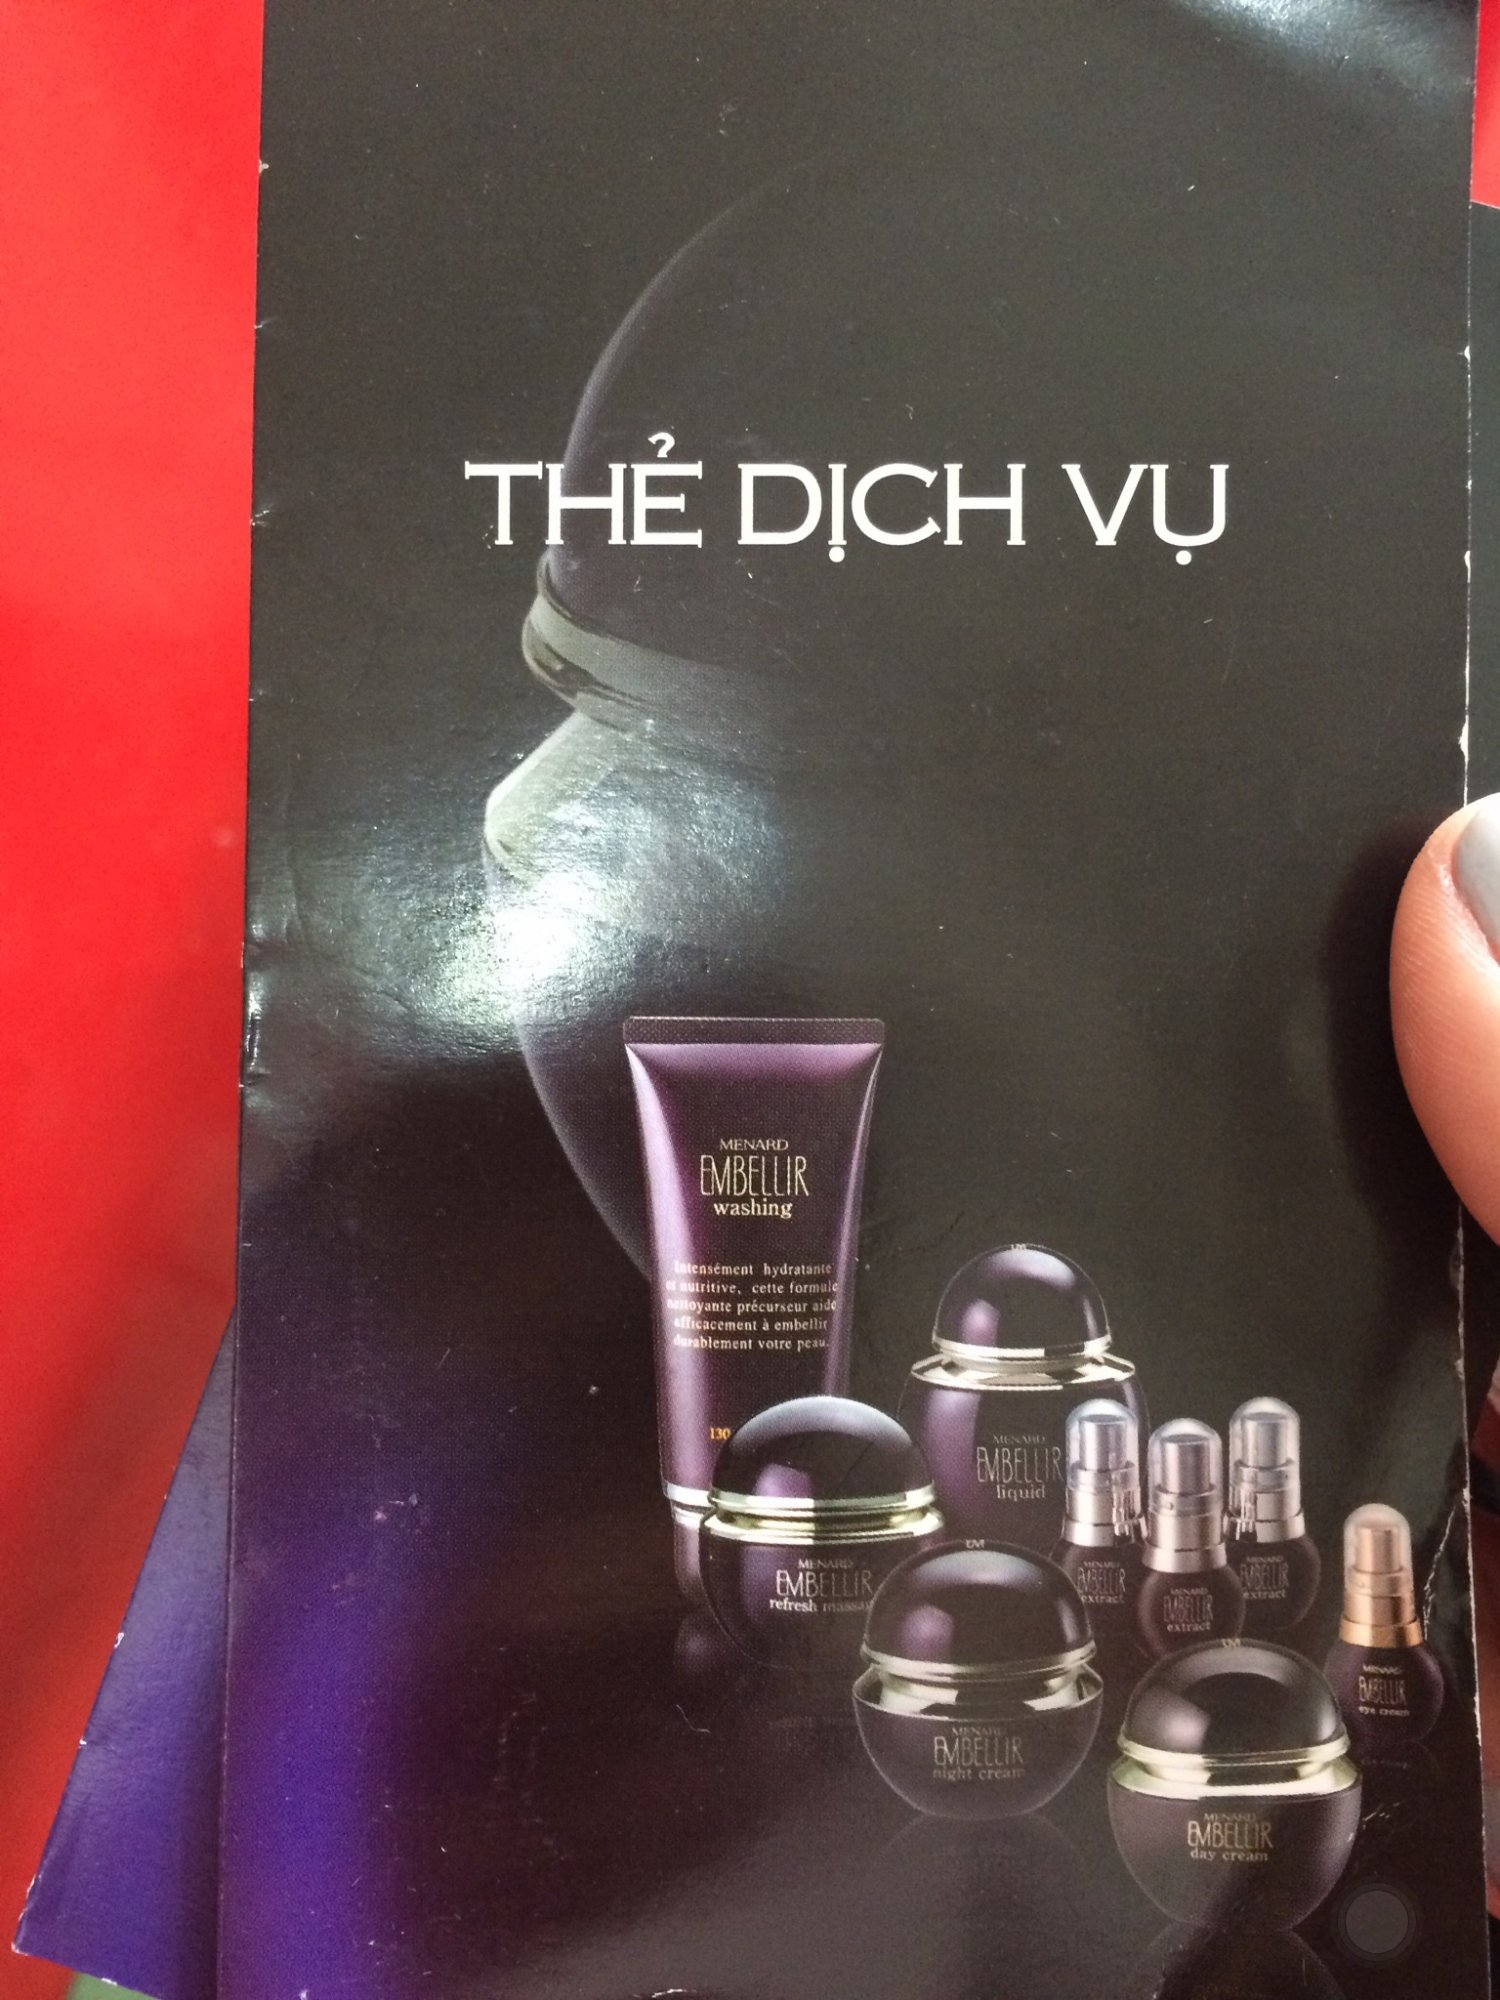 THẺ DỊCH VỤ
MENARD
EMBELLIR
washing
Intensément hydratante
et nutritive, cette formule
nettoyante précurseur aide
efficacement à embellir
durablement votre peau.
130
MENARD
EMBELLIR
liquid
MENARD
EMBELLIR
refresh
MENARD
EMBELLIR
extract
MENARD
EMBELLIR
extract
MENARD
EMBELLIR
extract
MENARD
EMBELLIR
eye cream
MENARD
EMBELLIR
night cream
MENARD
EMBELLIR
day cream